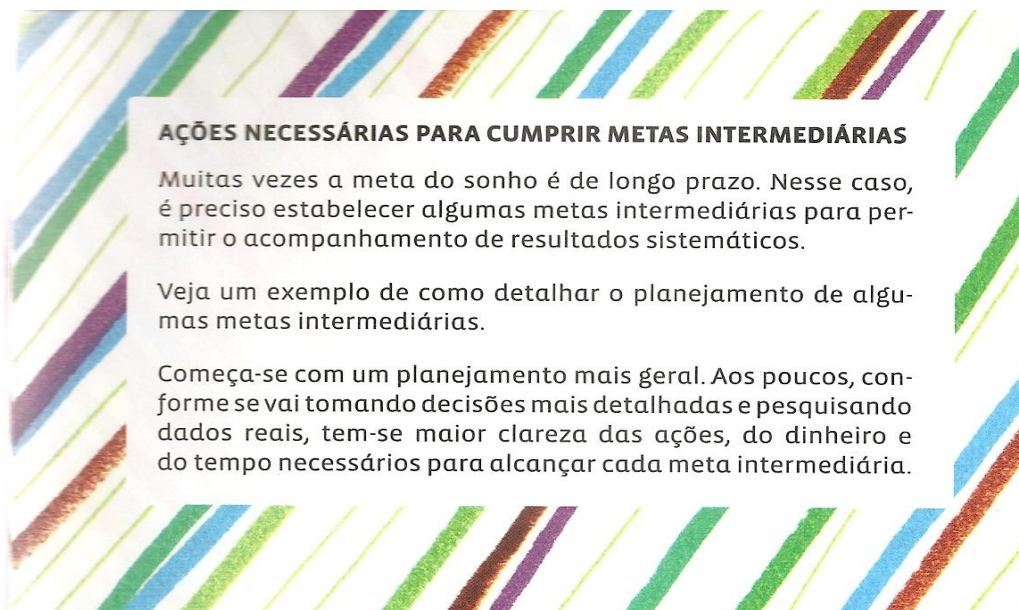 AÇÕES NECESSÁRIAS PARA CUMPRIR METAS INTERMEDIÁRIAS
Muitas vezes a meta do sonho é de longo prazo. Nesse caso,
é preciso estabelecer algumas metas intermediárias para per-
mitir o acompanhamento de resultados sistemáticos.
Veja um exemplo de como detalhar o planejamento de algu-
mas metas intermediárias.
Começa-se com um planejamento mais geral. Aos poucos, con-
forme se vai tomando decisões mais detalhadas e pesquisando
dados reais, tem-se maior clareza das ações, do dinheiro e
do tempo necessários para alcançar cada meta intermediária.